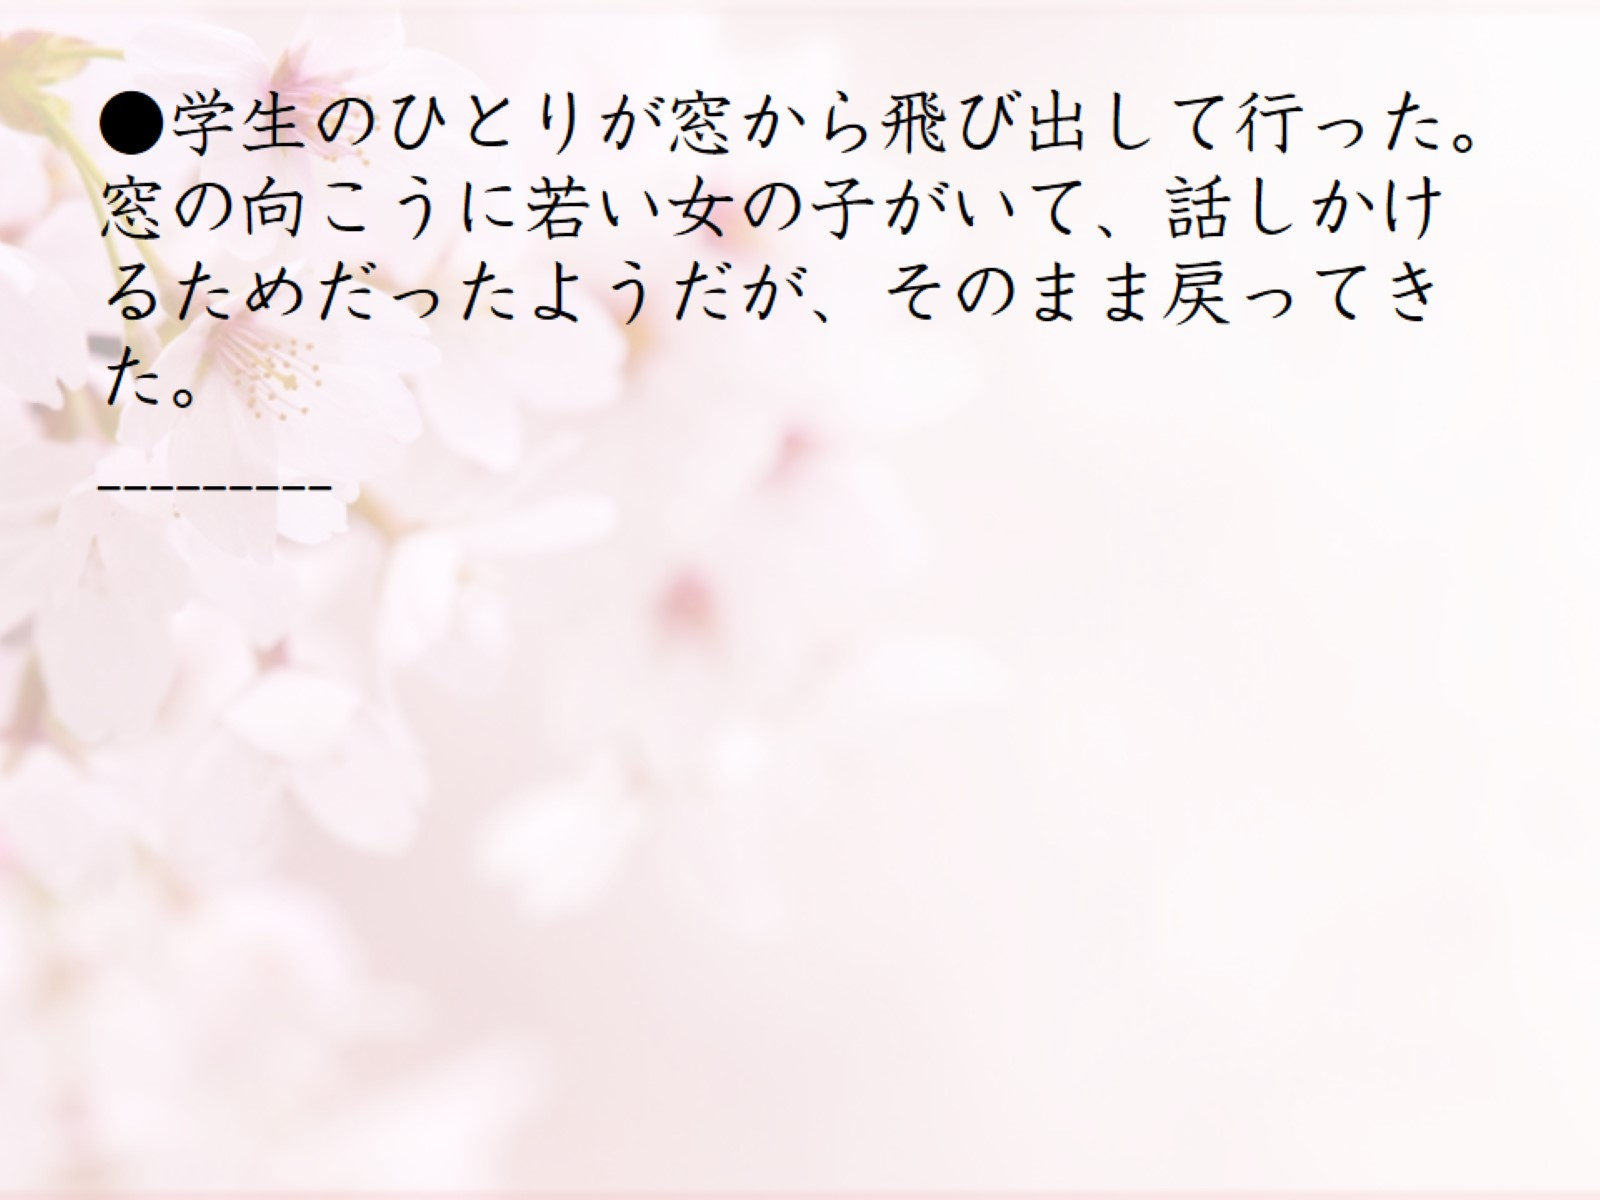 ●学生のひとりが窓から飛び出して行った。
窓の向こうに若い女の子がいて、話しかけ
るためだったようだが、そのまま戻ってき
た。
---------